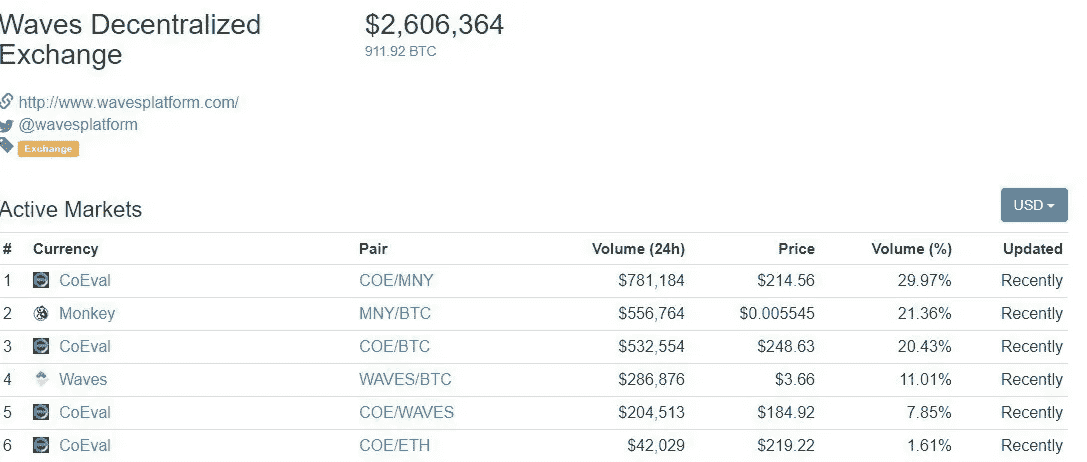 Waves Decentralized $2,606,364
Exchange 911.92 BTC
http://www.wavesplatform.com/
@wavesplatform
Exchange
Active Markets USD
# Currency Pair Volume (24h) Price Volume (%) Updated
1 CoEval COE/MNY $781,184 $214.56 29.97% Recently
2 Monkey MNY/BTC $556,764 $0.005545 21.36% Recently
3 CoEval COE/BTC $532,554 $248.63 20.43% Recently
4 Waves WAVES/BTC $286,876 $3.66 11.01% Recently
5 CoEval COE/WAVES $204,513 $184.92 7.85% Recently
6 CoEval COE/ETH $42,029 $219.22 1.61% Recently